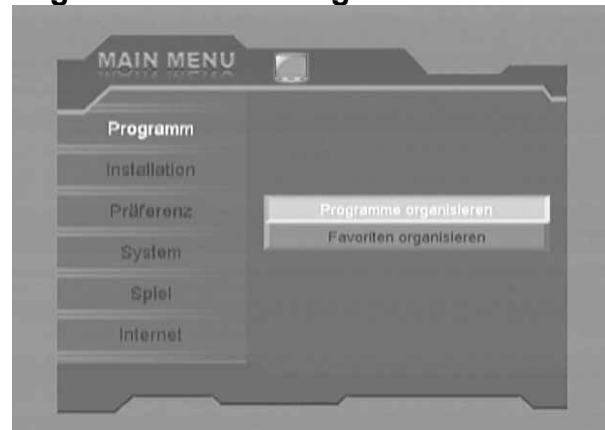 MAIN MENU
Programm
Installation
Präferenz
System
Spiel
Internet
Programme organisieren
Favoriten organisieren